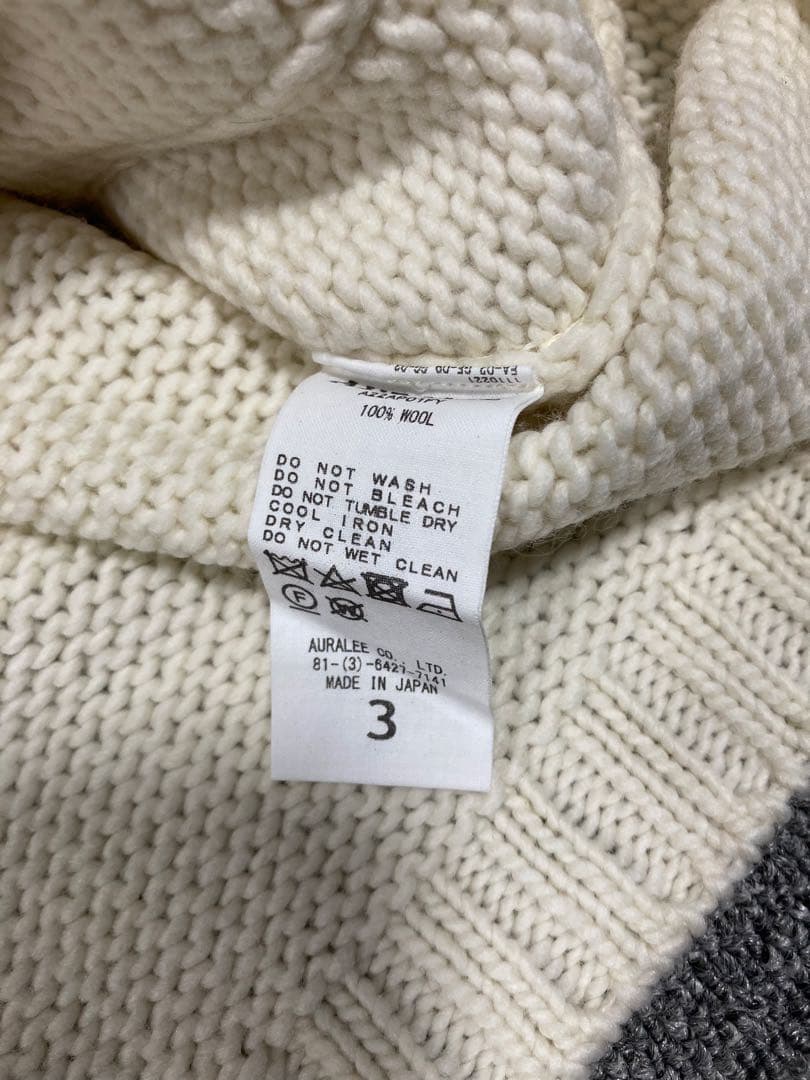 A22AP01FY
100% WOOL
DO NOT WASH
DO NOT BLEACH
DO NOT TUMBLE DRY
COOL IRON
DRY CLEAN
DO NOT WET CLEAN
F
W
AURALEE CO., LTD.
81-(3)-6427-7141
MADE IN JAPAN
3